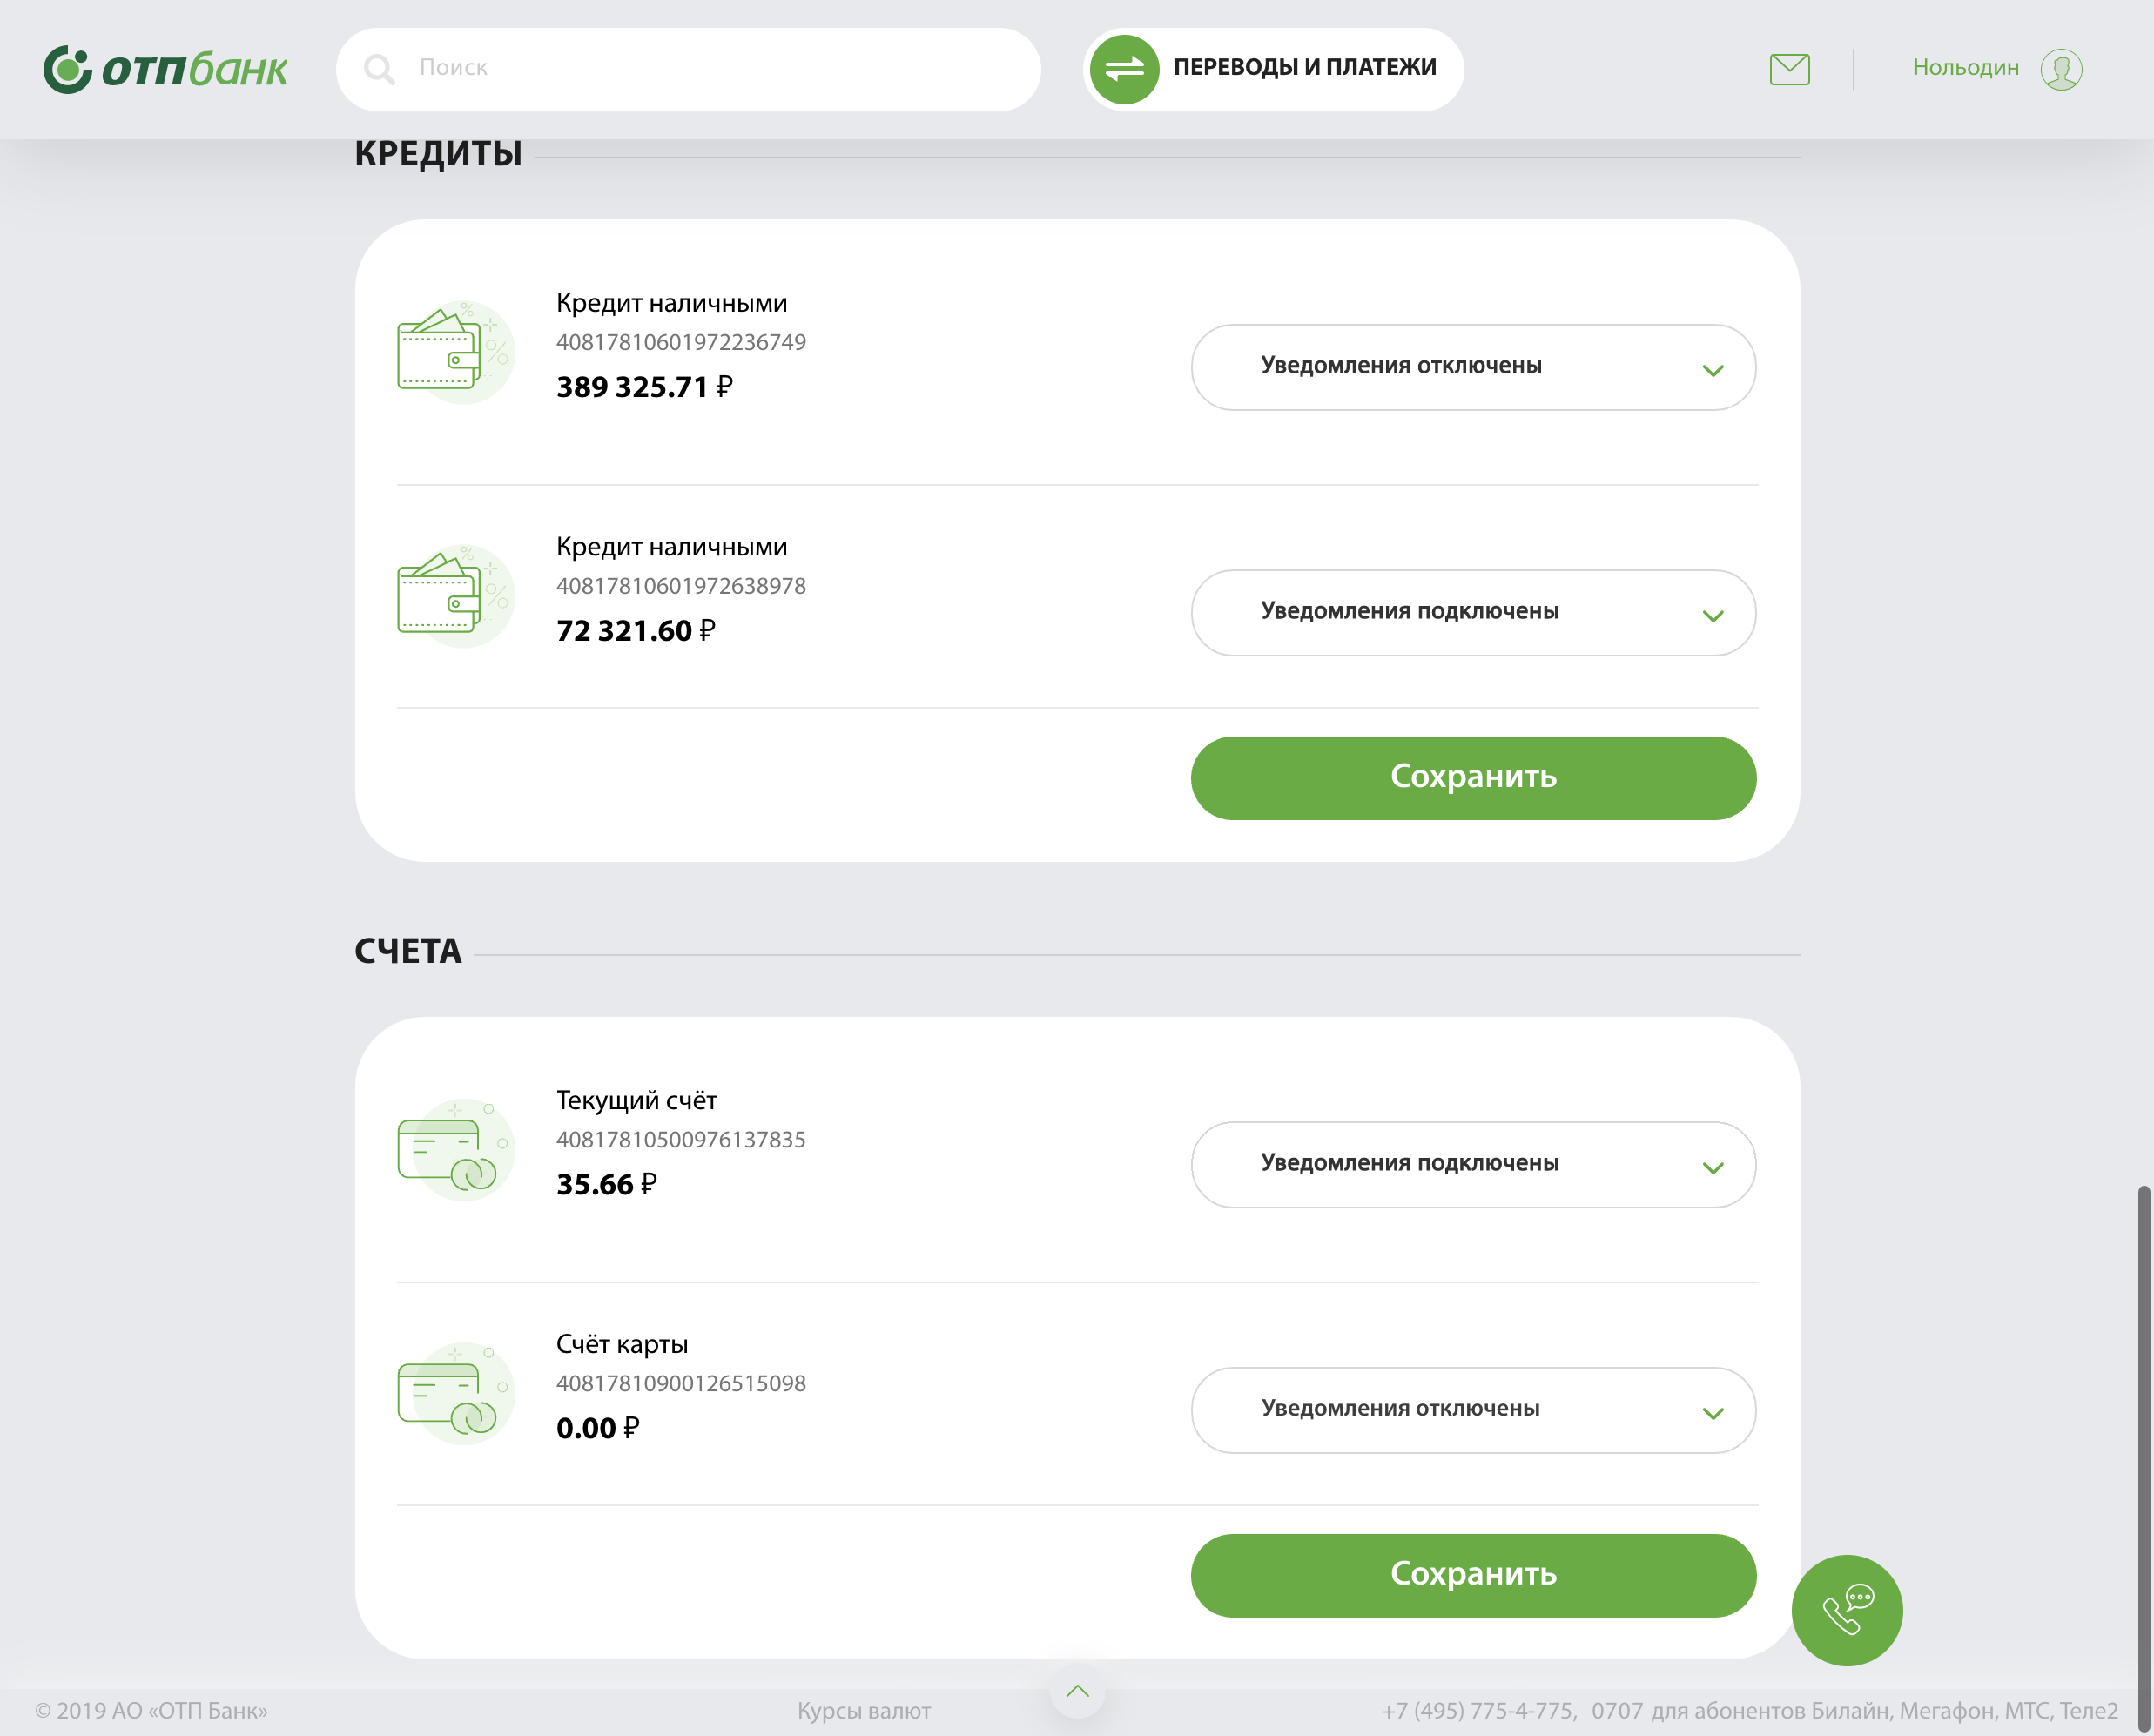 ОТПбанк
Поиск
ПЕРЕВОДЫ И ПЛАТЕЖИ
Нольодин
КРЕДИТЫ
Кредит наличными
40817810601972236749
389 325.71 ₽
Уведомления отключены
Кредит наличными
40817810601972638978
72 321.60 ₽
Уведомления подключены
Сохранить
СЧЕТА
Текущий счёт
40817810500976137835
35.66 ₽
Уведомления подключены
Счёт карты
40817810900126515098
0.00 ₽
Уведомления отключены
Сохранить
© 2019 АО «ОТП Банк»
Курсы валют
+7 (495) 775-4-775, 0707 для абонентов Билайн, Мегафон, МТС, Теле2